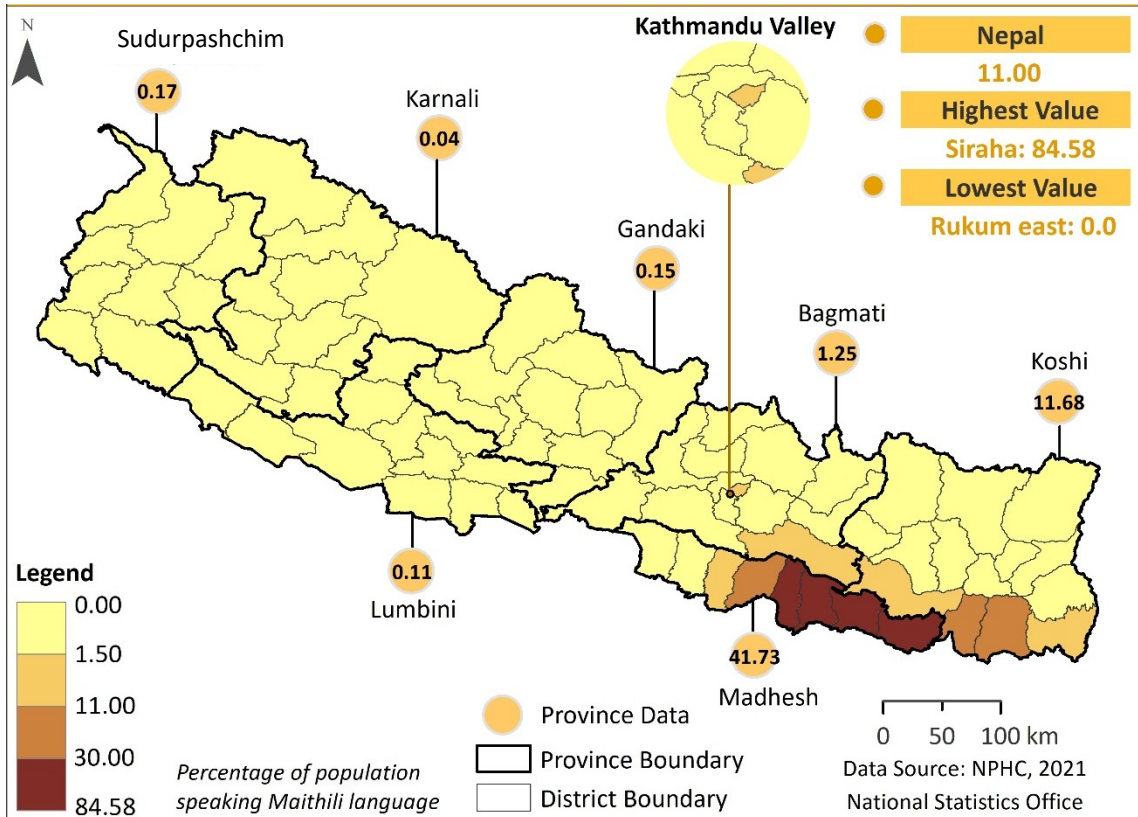 N
Sudurpashchim
0.17
Karnali
0.04
Gandaki
0.15
Kathmandu Valley
Bagmati
1.25
Koshi
11.68
Nepal
11.00
Highest Value
Siraha: 84.58
Lowest Value
Rukum east: 0.0
0.11
Lumbini
41.73
Madhesh
Legend
0.00
1.50
11.00
30.00
84.58
Percentage of population
speaking Maithili language
Province Data
Province Boundary
District Boundary
0 50 100 km
Data Source: NPHC, 2021
National Statistics Office